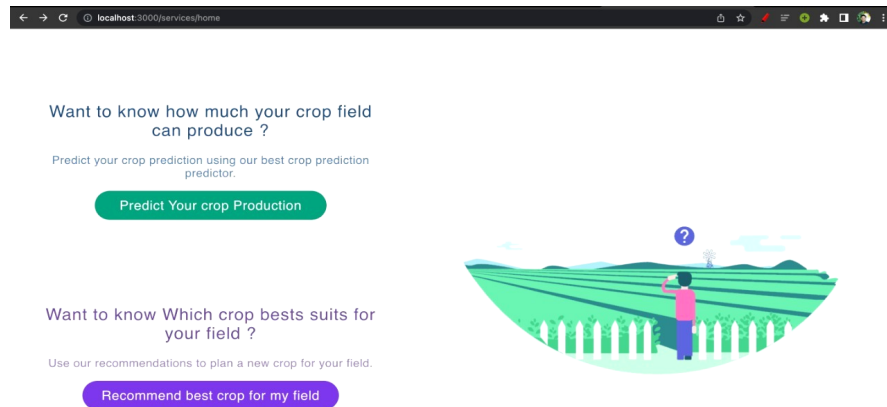 localhost:3000/services/home
Want to know how much your crop field
can produce ?
Predict your crop prediction using our best crop prediction
predictor.
Predict Your crop Production
?
Want to know Which crop bests suits for
your field ?
Use our recommendations to plan a new crop for your field.
Recommend best crop for my field